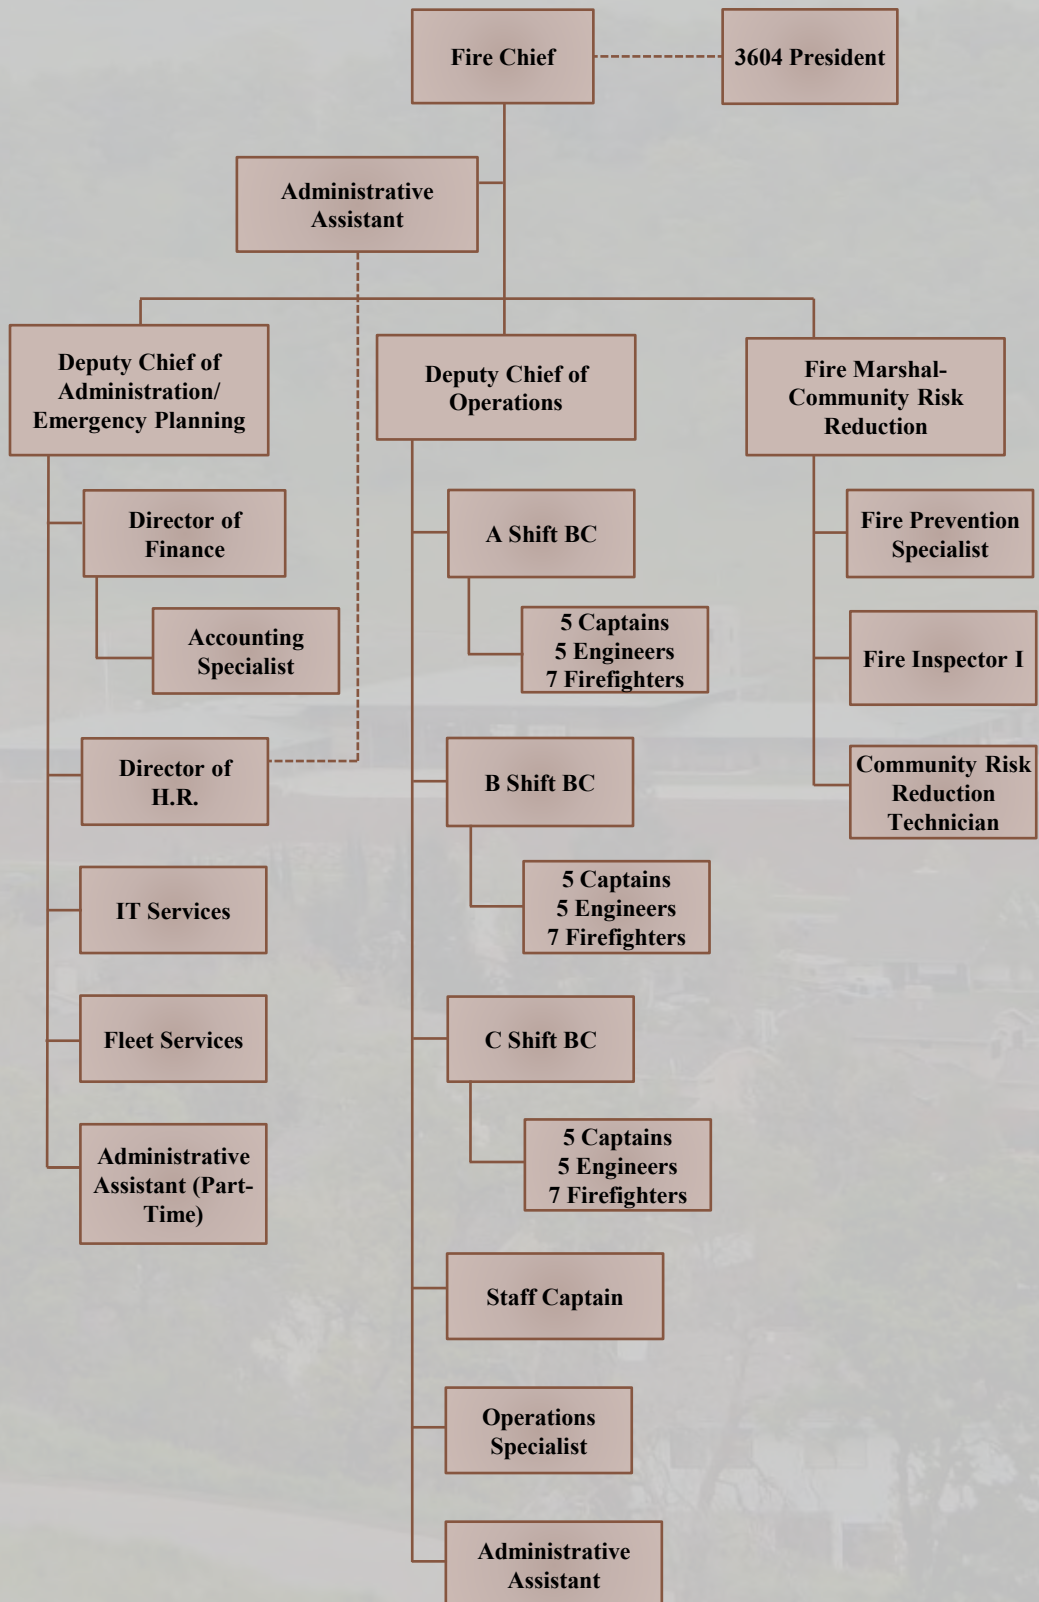 Fire Chief
3604 President
Administrative
Assistant
Deputy Chief of
Administration/
Emergency Planning
Director of
Finance
Accounting
Specialist
Director of
H.R.
IT Services
Fleet Services
Administrative
Assistant (Part-
Time)
Deputy Chief of
Operations
A Shift BC
5 Captains
5 Engineers
7 Firefighters
B Shift BC
5 Captains
5 Engineers
7 Firefighters
C Shift BC
5 Captains
5 Engineers
7 Firefighters
Staff Captain
Operations
Specialist
Administrative
Assistant
Fire Marshal-
Community Risk
Reduction
Fire Prevention
Specialist
Fire Inspector I
Community Risk
Reduction
Technician